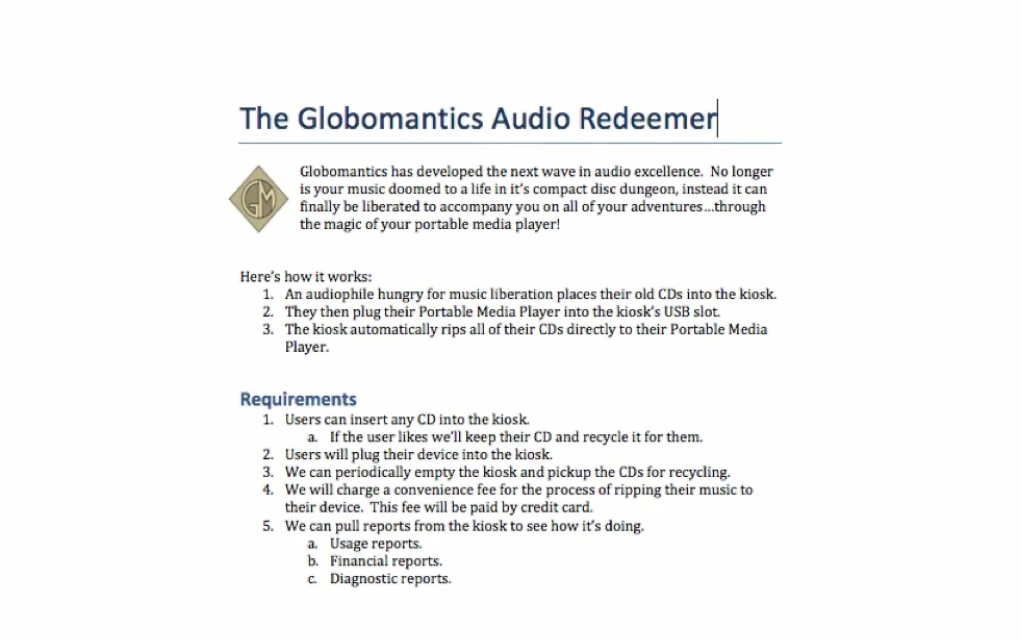 The Globomantics Audio Redeemer
GM
Globomantics has developed the next wave in audio excellence.  No longer
is your music doomed to a life in it's compact disc dungeon, instead it can
finally be liberated to accompany you on all of your adventures...through
the magic of your portable media player!
Here's how it works:
1. An audiophile hungry for music liberation places their old CDs into the kiosk.
2. They then plug their Portable Media Player into the kiosk's USB slot.
3. The kiosk automatically rips all of their CDs directly to their Portable Media
Player.
Requirements
1. Users can insert any CD into the kiosk.
a. If the user likes we'll keep their CD and recycle it for them.
2. Users will plug their device into the kiosk.
3. We can periodically empty the kiosk and pickup the CDs for recycling.
4. We will charge a convenience fee for the process of ripping their music to
their device.  This fee will be paid by credit card.
5. We can pull reports from the kiosk to see how it's doing.
a. Usage reports.
b. Financial reports.
c. Diagnostic reports.